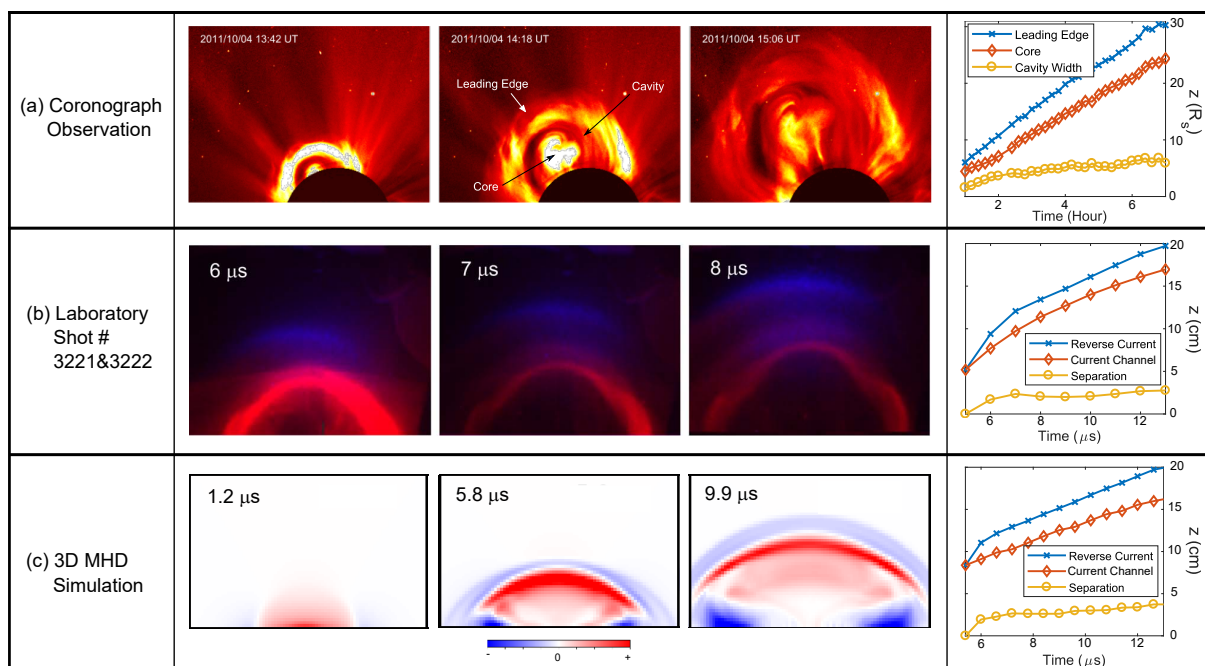 (a) Coronograph
Observation
2011/10/04 13:42 UT
2011/10/04 14:18 UT
Leading Edge
Cavity
Core
2011/10/04 15:06 UT
Leading Edge
Core
Cavity Width
30
20
10
0
z (Rs)
2 4 6
Time (Hour)
(b) Laboratory
Shot #
3221&3222
6 μs
7 μs
8 μs
Reverse Current
Current Channel
Separation
20
15
10
5
0
z (cm)
6 8 10 12
Time (μs)
(c) 3D MHD
Simulation
1.2 μs
5.8 μs
9.9 μs
- 0 +
Reverse Current
Current Channel
Separation
20
15
10
5
0
z (cm)
6 8 10 12
Time (μs)